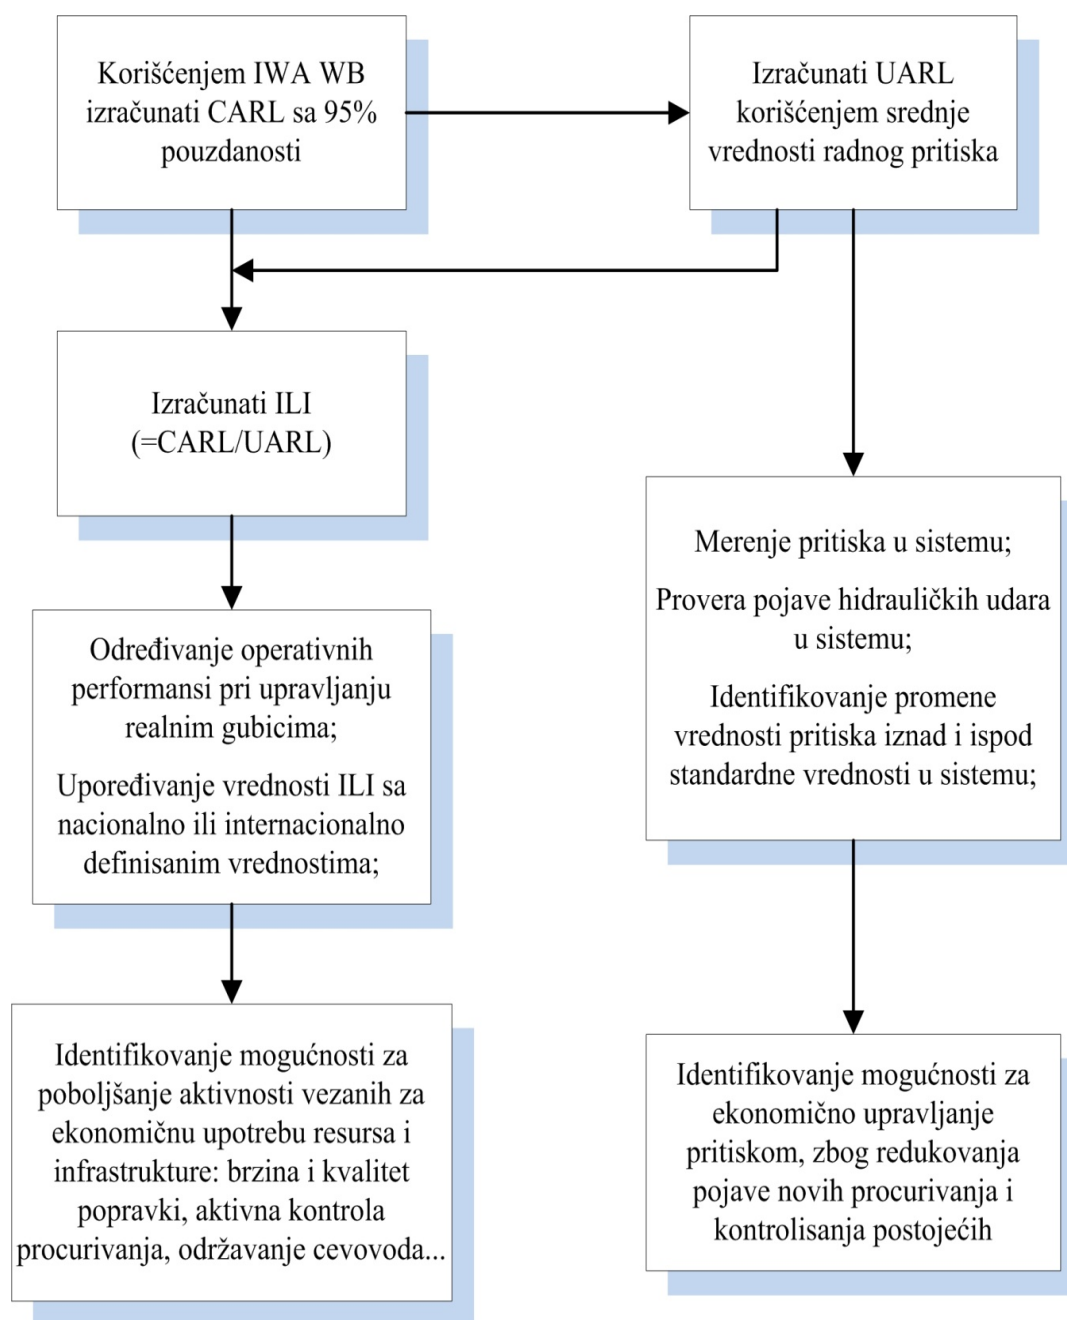 Korišćenjem IWA WB
izračunati CARL sa 95%
pouzdanosti
Izračunati UARL
korišćenjem srednje
vrednosti radnog pritiska
Izračunati ILI
(=CARL/UARL)
Merenje pritiska u sistemu;
Provera pojave hidrauličkih udara
u sistemu;
Identifikovanje promene
vrednosti pritiska iznad i ispod
standardne vrednosti u sistemu;
Određivanje operativnih
performansi pri upravljanju
realnim gubicima;
Upoređivanje vrednosti ILI sa
nacionalno ili internacionalno
definisanim vrednostima;
Identifikovanje mogućnosti za
poboljšanje aktivnosti vezanih za
ekonomičnu upotrebu resursa i
infrastrukture: brzina i kvalitet
popravki, aktivna kontrola
procurivanja, održavanje cevovoda...
Identifikovanje mogućnosti za
ekonomično upravljanje
pritiskom, zbog redukovanja
pojave novih procurivanja i
kontrolisanja postojećih